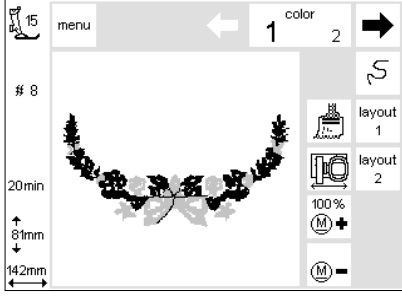 15
menu
color
1
2
# 8
layout
1
layout
2
20min
100%
M +
81mm
M -
142mm